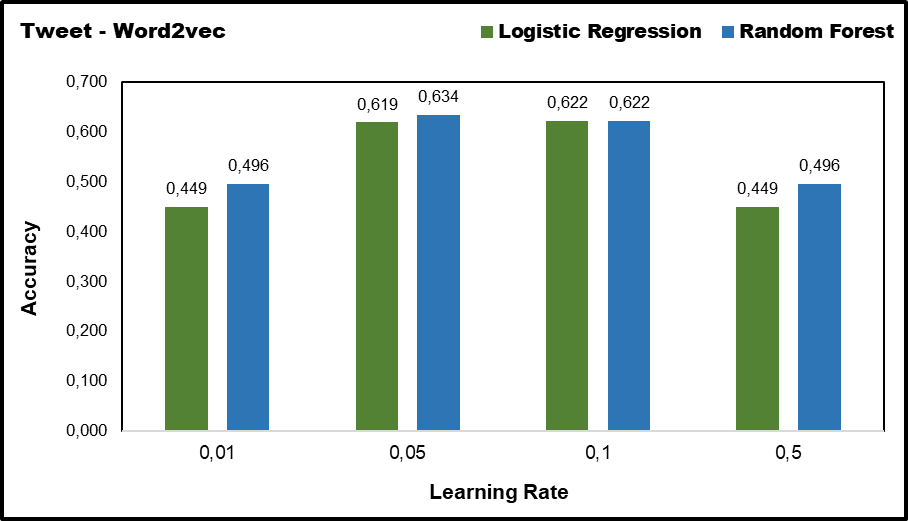 Tweet - Word2vec
Logistic Regression Random Forest
0,700
0,600
0,500
0,400
0,300
0,200
0,100
0,000
Accuracy
0,449 0,496
0,619 0,634
0,622 0,622
0,449 0,496
0,01 0,05 0,1 0,5
Learning Rate